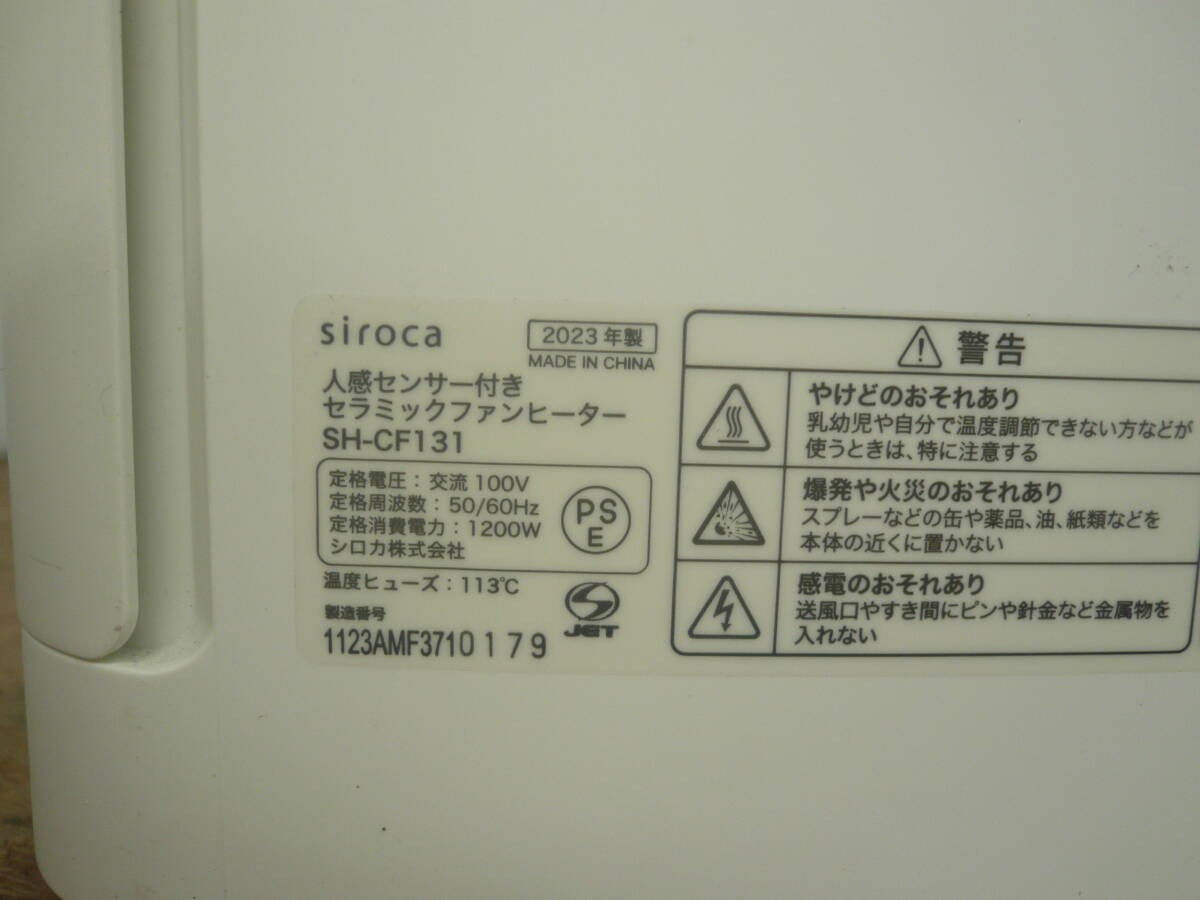 siroca
2023年製
MADE IN CHINA
人感センサー付き
セラミックファンヒーター
SH-CF131
定格電圧：交流100V
定格周波数：50/60Hz
定格消費電力：1200W
シロカ株式会社
PS
E
温度ヒューズ：113℃
製造番号
1123AMF3710179
JET
警告
やけどのおそれあり
乳幼児や自分で温度調節できない方などが
使うときは、特に注意する
爆発や火災のおそれあり
スプレーなどの缶や薬品、油、紙類などを
本体の近くに置かない
感電のおそれあり
送風口やすき間にピンや針金など金属物を
入れない